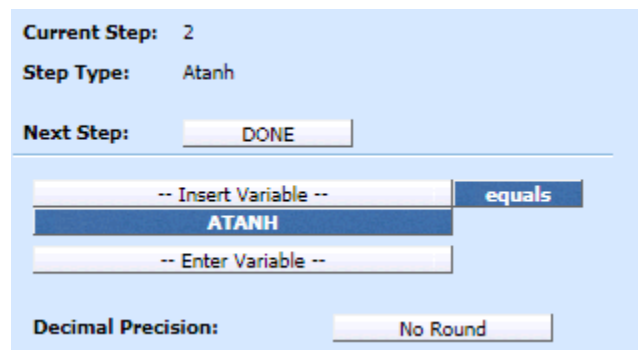 Current Step: 2
Step Type: Atanh
Next Step: DONE
-- Insert Variable -- equals
ATANH
-- Enter Variable --
Decimal Precision: No Round